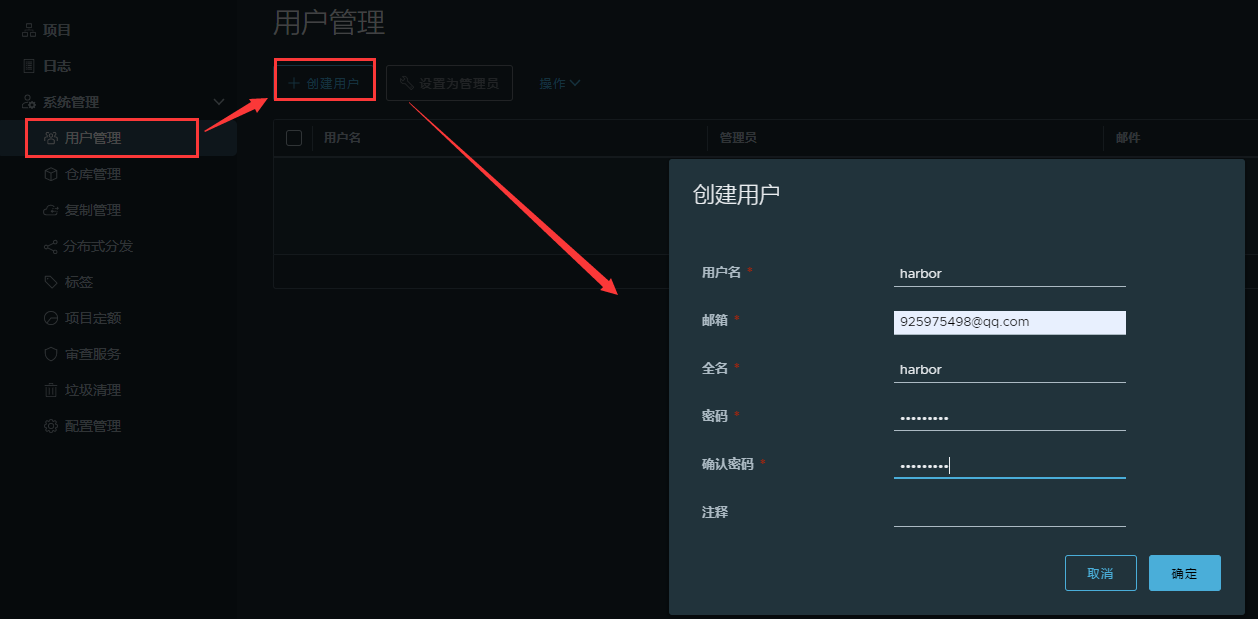 用户管理
项目
日志
系统管理
用户管理
仓库管理
复制管理
分布式分发
标签
项目定额
审查服务
垃圾清理
配置管理
+ 创建用户
设置为管理员
操作
用户名
管理员
邮件
创建用户
用户名 *
harbor
邮箱 *
925975498@qq.com
全名 *
harbor
密码 *
•••••••••
确认密码 *
•••••••••
注释
取消
确定